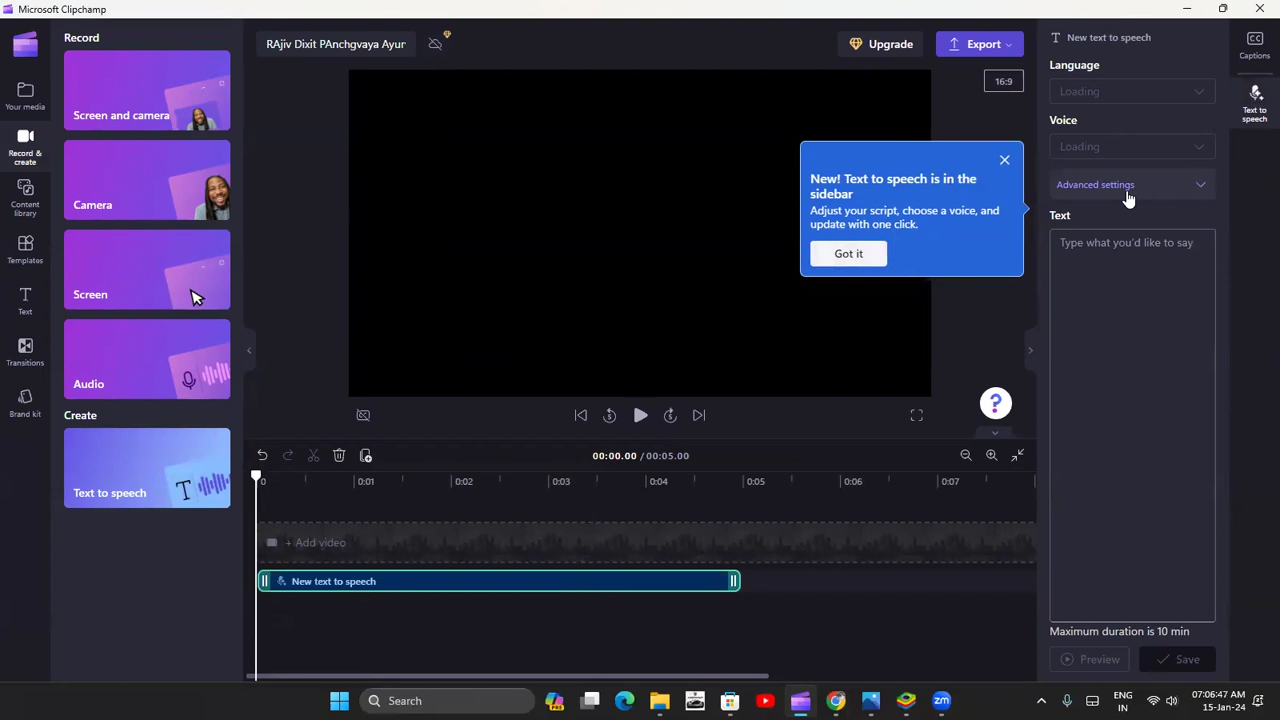 Microsoft Clipchamp
Your media
Record &
create
Content
library
Templates
Text
Transitions
Brand kit
Record
Screen and camera
Camera
Screen
Audio
Create
Text to speech
RAjiv Dixit PAnchgvaya Ayur
Upgrade
Export
16:9
New! Text to speech is in the
sidebar
Adjust your script, choose a voice, and
update with one click.
Got it
00:00.00 / 00:05.00
0 0:01 0:02 0:03 0:04 0:05 0:06 0:07
+ Add video
New text to speech
New text to speech
Language
Loading
Voice
Loading
Advanced settings
Text
Type what you'd like to say
Maximum duration is 10 min
Preview
Save
CC
Captions
Text to
speech
Search
ENG
IN
07:06:47 AM
15-Jan-24